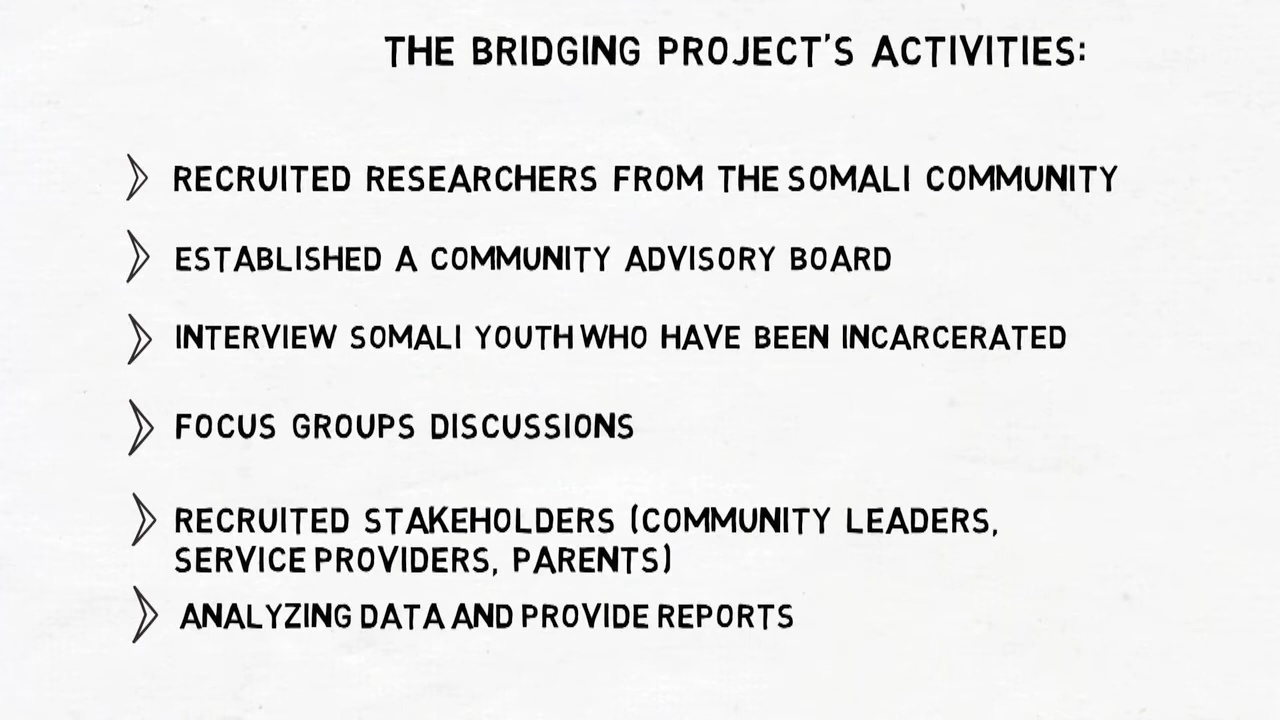 THE BRIDGING PROJECT'S ACTIVITIES:
RECRUITED RESEARCHERS FROM THE SOMALI COMMUNITY
ESTABLISHED A COMMUNITY ADVISORY BOARD
INTERVIEW SOMALI YOUTH WHO HAVE BEEN INCARCERATED
FOCUS GROUPS DISCUSSIONS
RECRUITED STAKEHOLDERS (COMMUNITY LEADERS,
SERVICE PROVIDERS, PARENTS)
ANALYZING DATA AND PROVIDE REPORTS